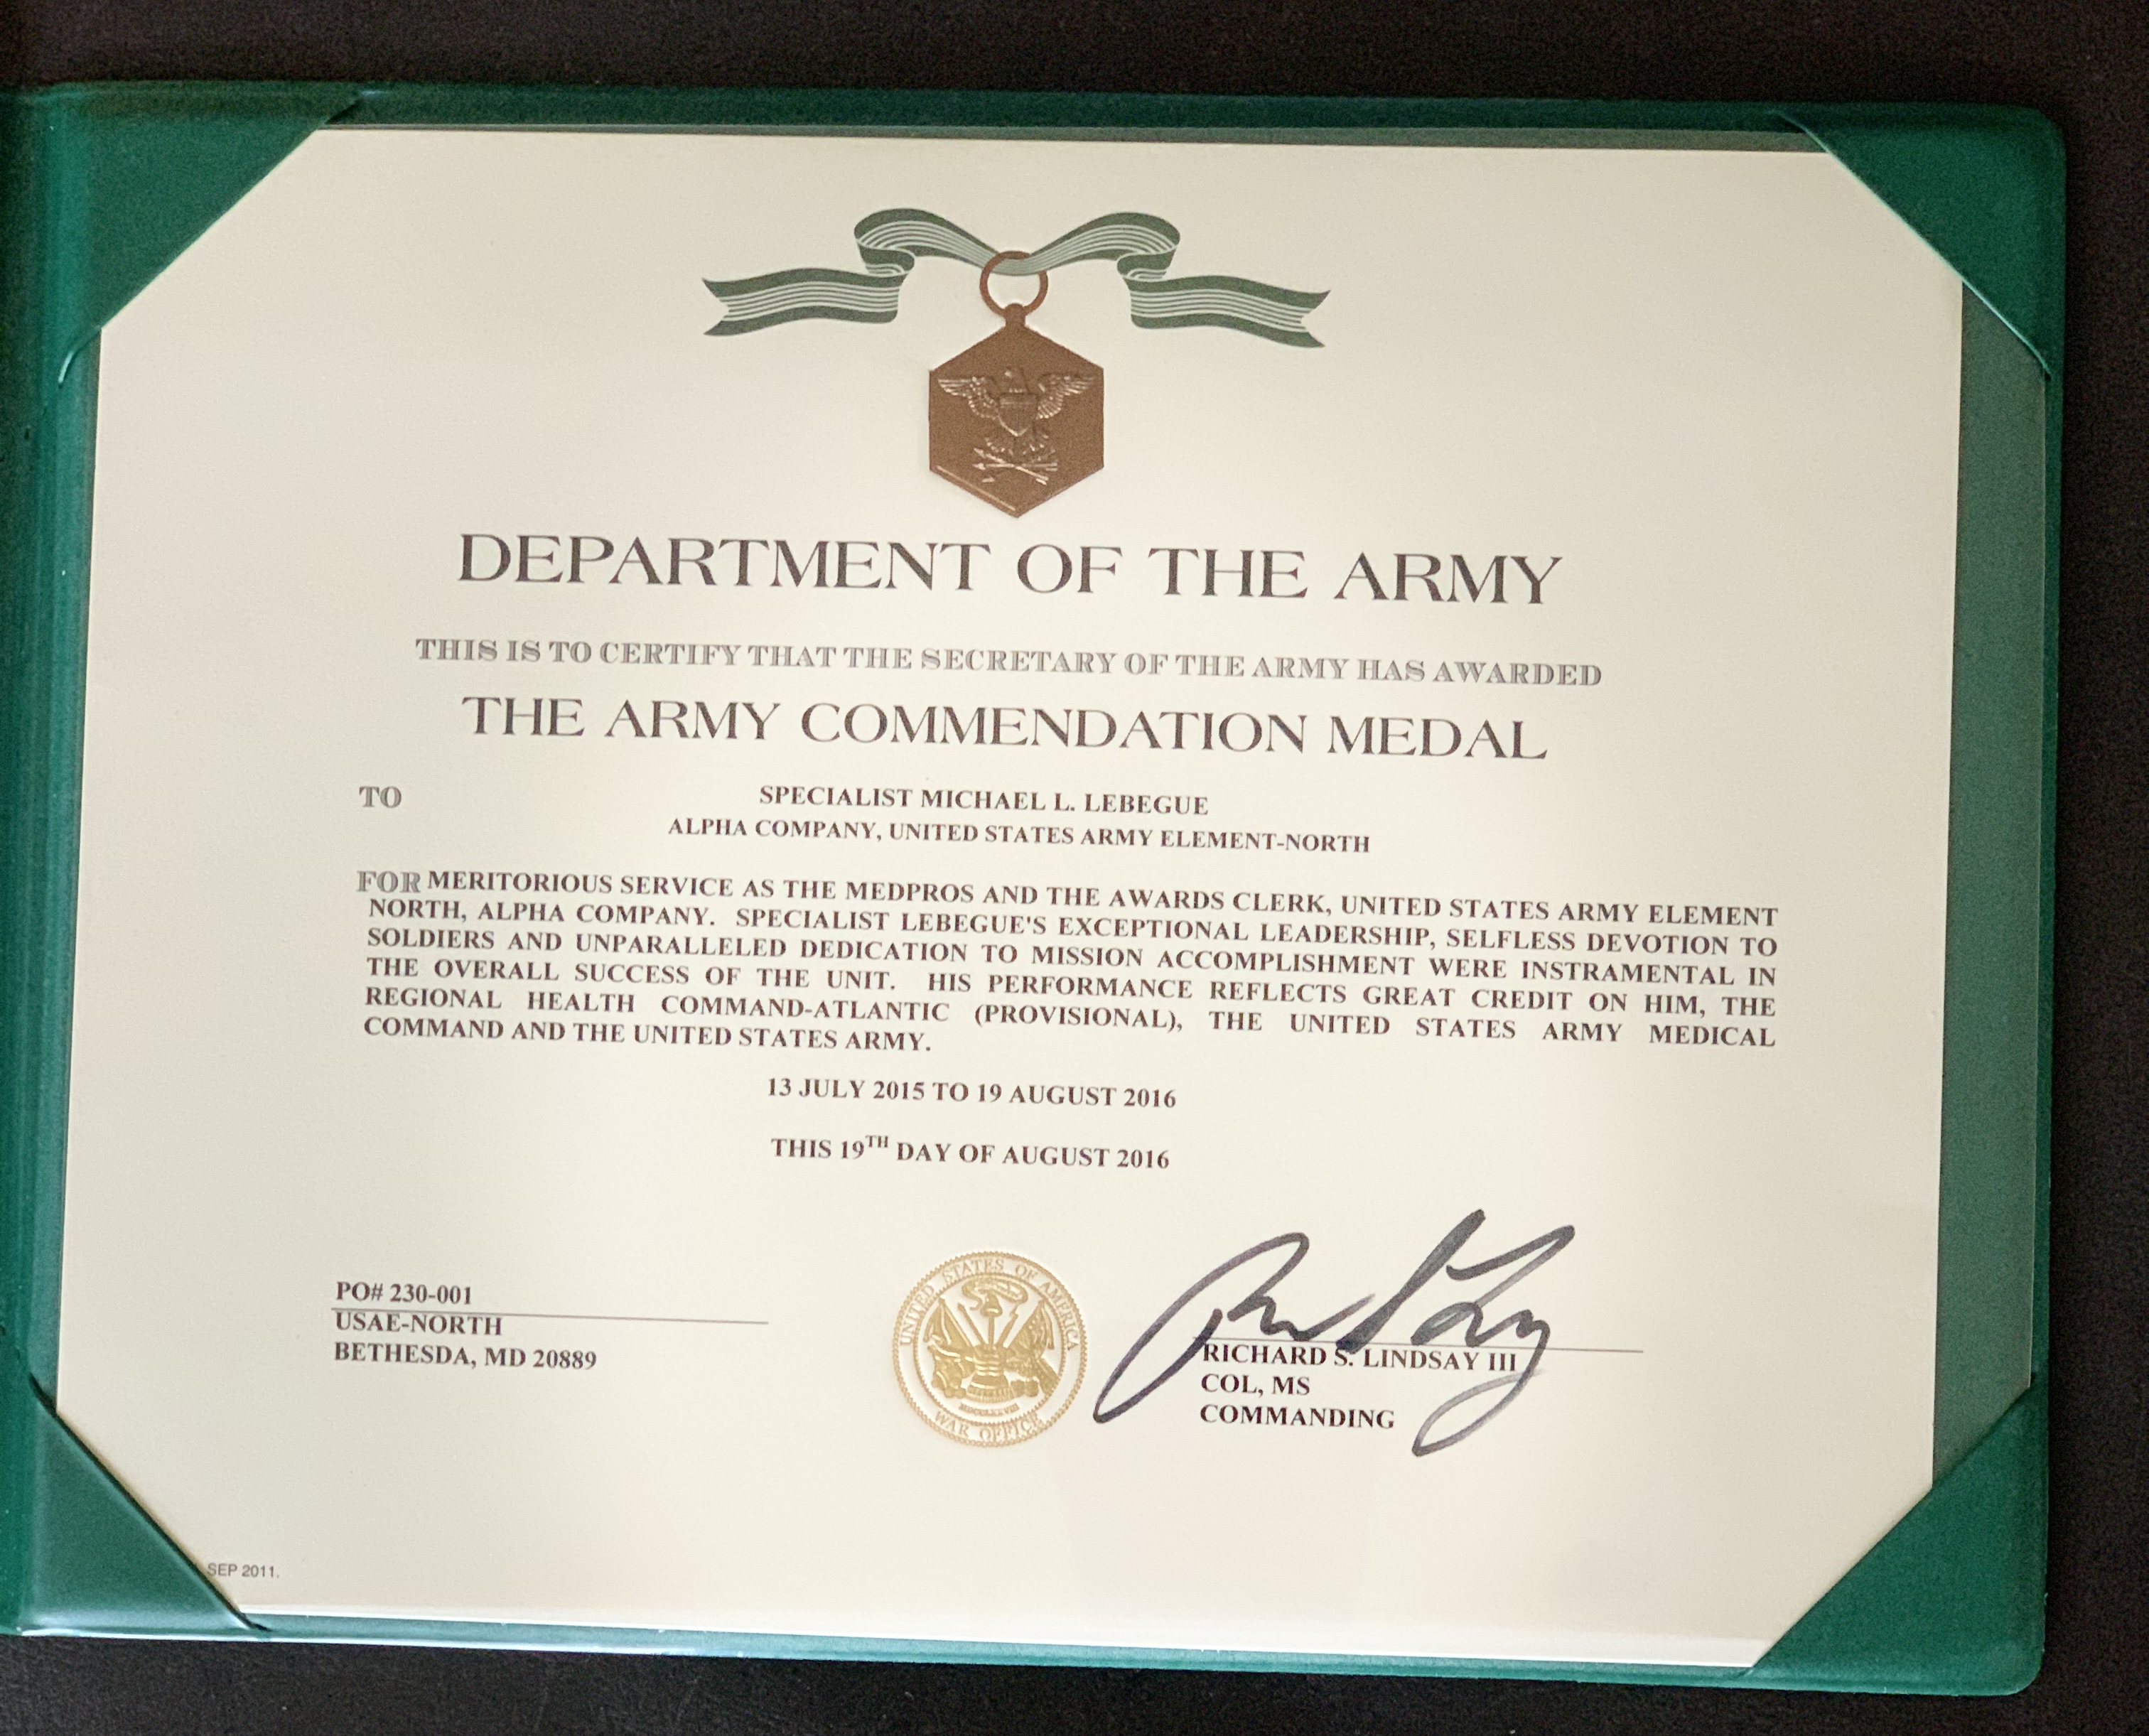 DEPARTMENT OF THE ARMY
THIS IS TO CERTIFY THAT THE SECRETARY OF THE ARMY HAS AWARDED
THE ARMY COMMENDATION MEDAL
TO SPECIALIST MICHAEL L. LEBEGUE
ALPHA COMPANY, UNITED STATES ARMY ELEMENT-NORTH
FOR MERITORIOUS SERVICE AS THE MEDPROS AND THE AWARDS CLERK, UNITED STATES ARMY ELEMENT
NORTH, ALPHA COMPANY. SPECIALIST LEBEGUE'S EXCEPTIONAL LEADERSHIP, SELFLESS DEVOTION TO
SOLDIERS AND UNPARALLELED DEDICATION TO MISSION ACCOMPLISHMENT WERE INSTRAMENTAL IN
THE OVERALL SUCCESS OF THE UNIT. HIS PERFORMANCE REFLECTS GREAT CREDIT ON HIM, THE
REGIONAL HEALTH COMMAND-ATLANTIC (PROVISIONAL), THE UNITED STATES ARMY MEDICAL
COMMAND AND THE UNITED STATES ARMY.
13 JULY 2015 TO 19 AUGUST 2016
THIS 19TH DAY OF AUGUST 2016
PO# 230-001
USAE-NORTH
BETHESDA, MD 20889
UNITED STATES OF AMERICA
WAR OFFICE
RICHARD S. LINDSAY III
COL, MS
COMMANDING
SEP 2011.